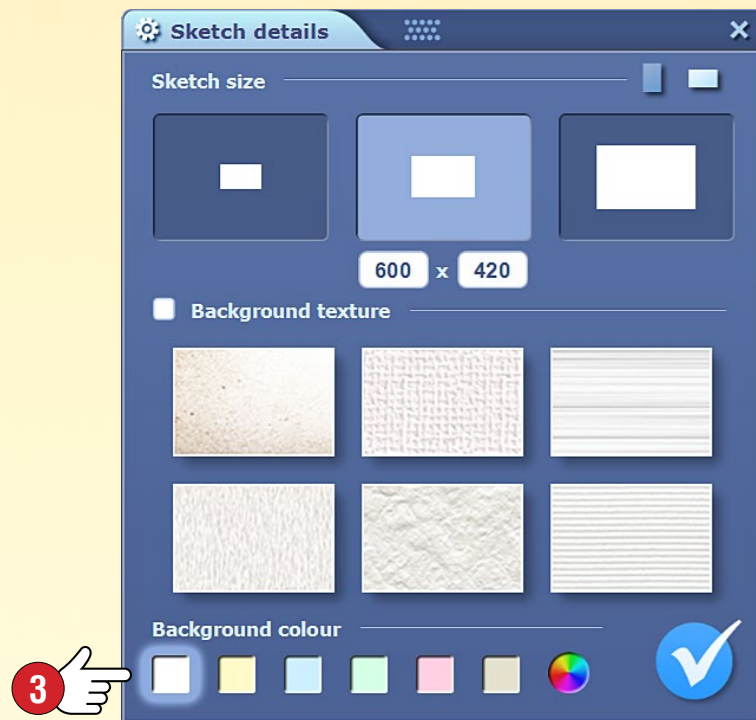 Sketch details
Sketch size
600 x 420
Background texture
Background colour
3